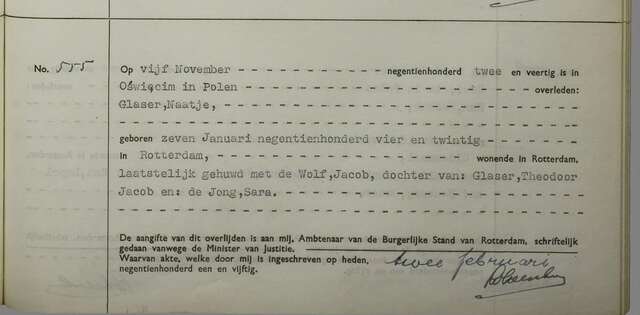 No. 555 Op vijf November negentienhonderd twee en veertig is in
Oświęcim in Polen overleden:
Glaser,Naatje,
geboren zeven Januari negentienhonderd vier en twintig
in Rotterdam, wonende in Rotterdam,
laatstelijk gehuwd met de Wolf,Jacob, dochter van: Glaser,Theodoor
Jacob en: de Jong,Sara.
De aangifte van dit overlijden is aan mij, Ambtenaar van de Burgerlijke Stand van Rotterdam, schriftelijk
gedaan vanwege de Minister van Justitie.
Waarvan akte, welke door mij is ingeschreven op heden, twee februari
negentienhonderd een en vijftig.